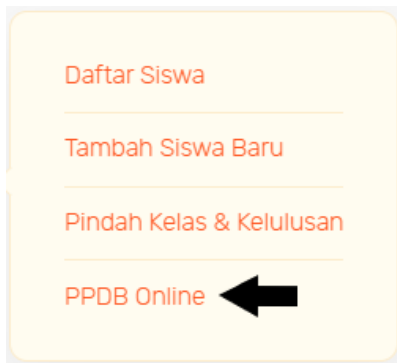 Daftar Siswa
Tambah Siswa Baru
Pindah Kelas & Kelulusan
PPDB Online